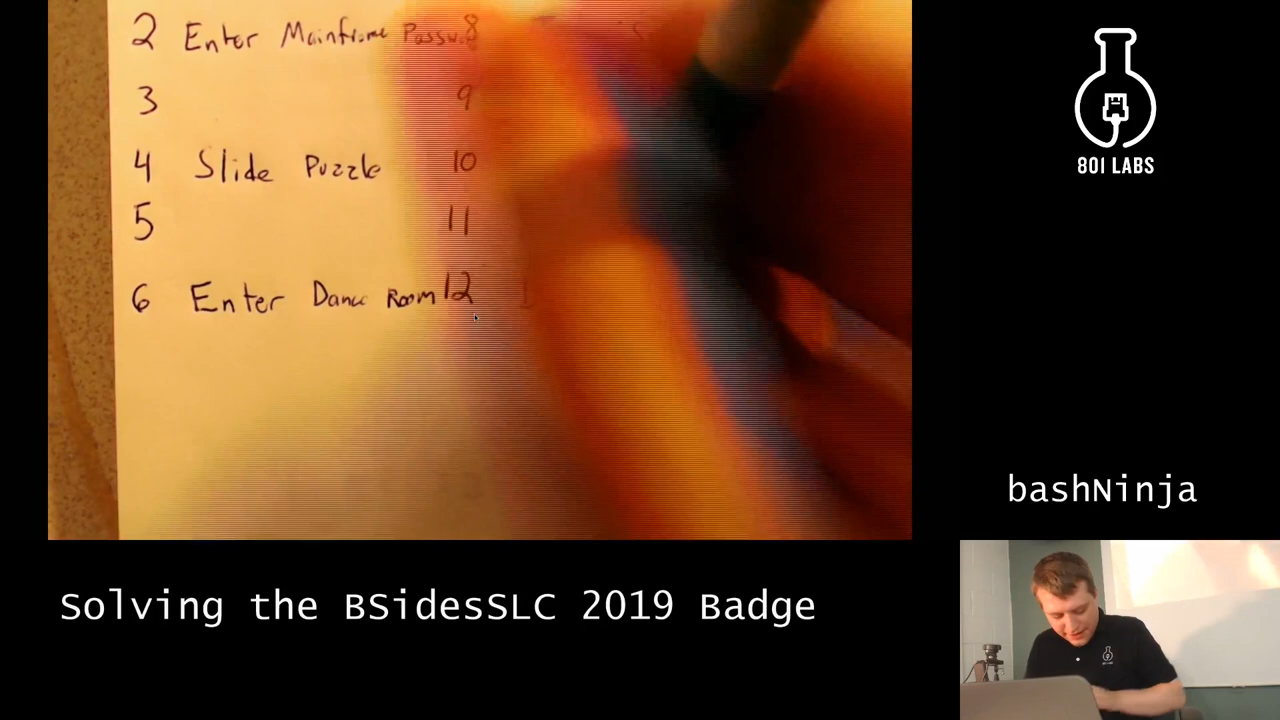 2 Enter Mainframe 8
3 9
4 Slide Puzzle 10
5 11
6 Enter Dance Room 12
801 LABS
bashNinja
Solving the BSidesSLC 2019 Badge